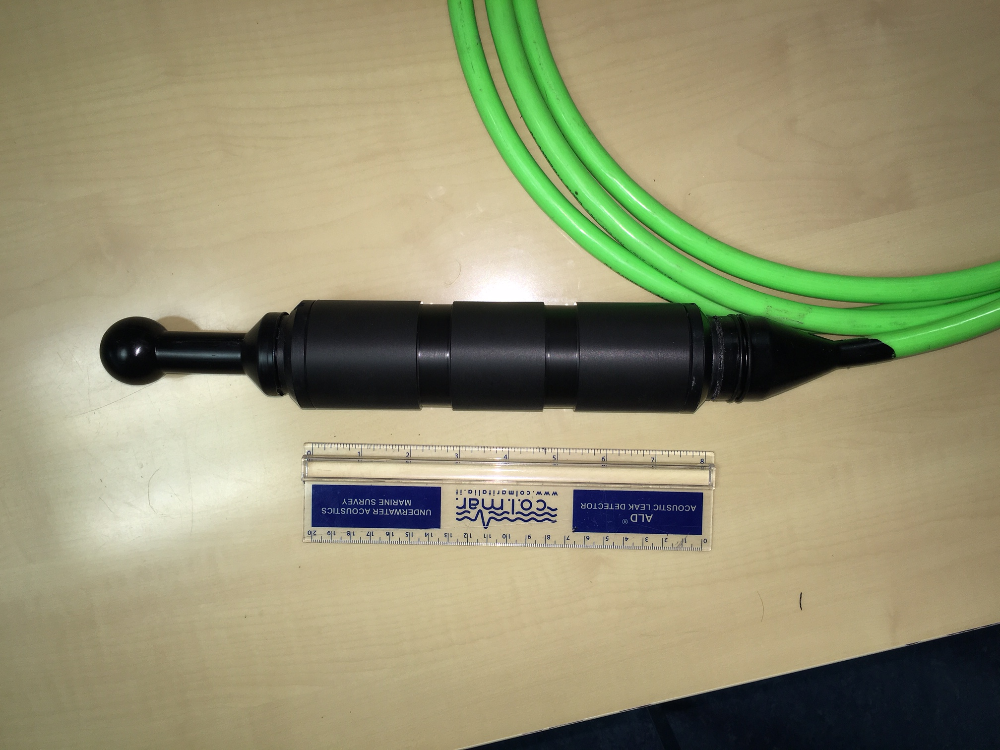 0 1 2 3 4 5 6 7 8
ALD®
ACOUSTIC LEAK DETECTOR
co.l.mar.
www.colmaritalia.it
UNDERWATER ACOUSTICS
MARINE SURVEY
0 1 2 3 4 5 6 7 8 9 10 11 12 13 14 15 16 17 18 19 20